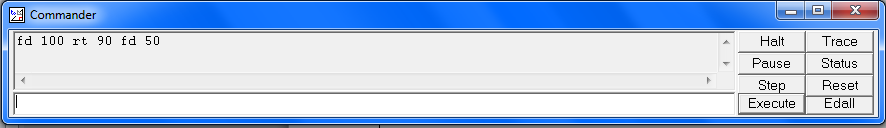 Commander
fd 100 rt 90 fd 50
Halt
Trace
Pause
Status
Step
Reset
Execute
Edall